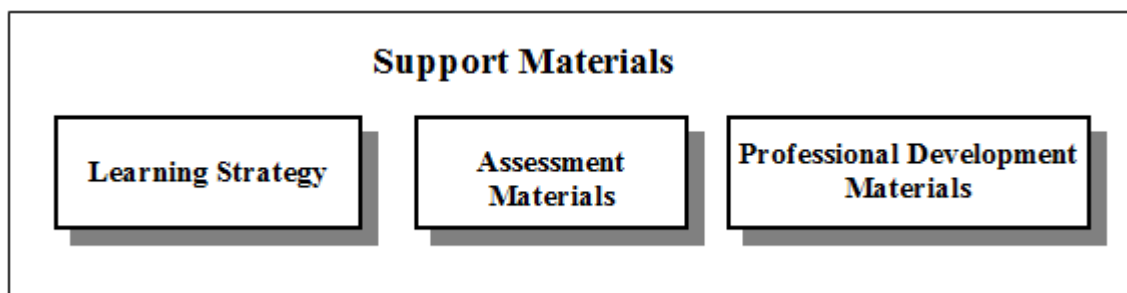 Support Materials
Learning Strategy
Assessment
Materials
Professional Development
Materials